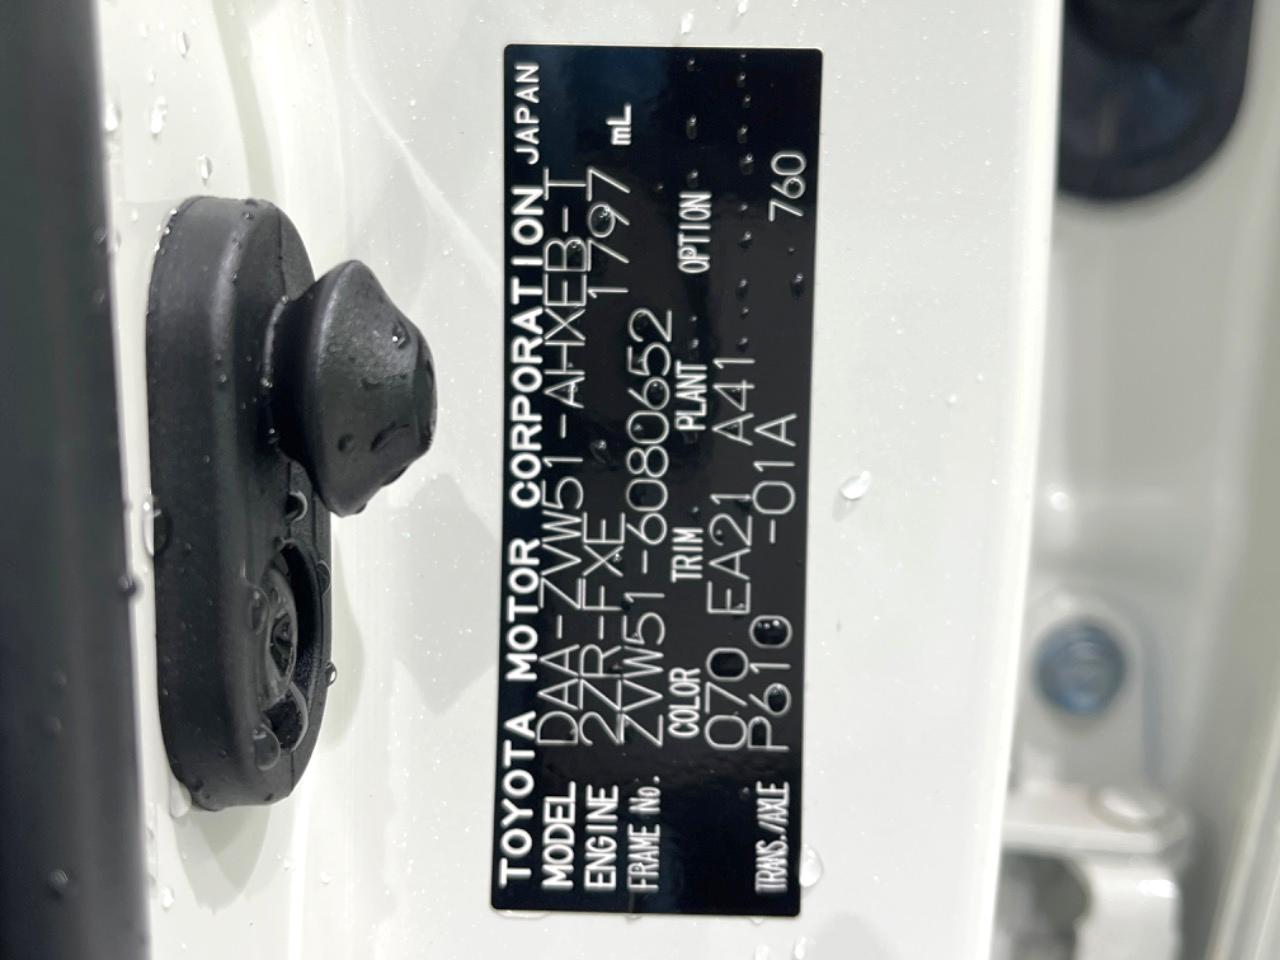 TOYOTA MOTOR CORPORATION JAPAN
MODEL DAA-ZVW51-AHXEB-T
ENGINE 2ZR-FXE 1797 mL
FRAME No. ZVW51-6080652
COLOR TRIM PLANT OPTION
070 EA21 A41
TRANS./AXLE P610 -01A 760